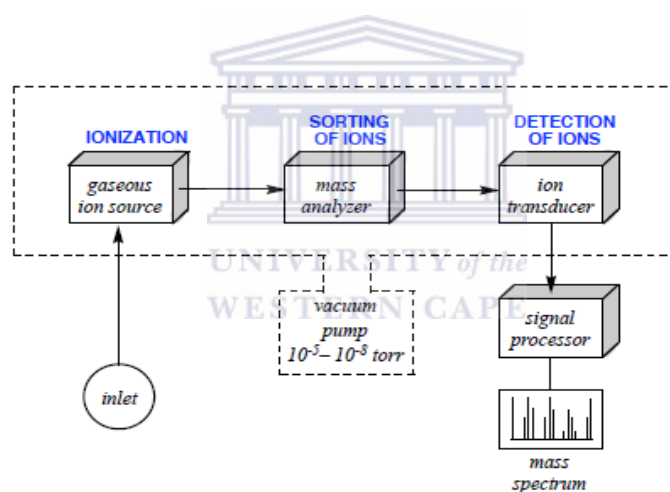 IONIZATION
SORTING
OF IONS
DETECTION
OF IONS
gaseous
ion source
mass
analyzer
ion
transducer
UNIVERSITY of the
WESTERN CAPE
vacuum
pump
10⁻⁵– 10⁻⁸ torr
signal
processor
inlet
mass
spectrum